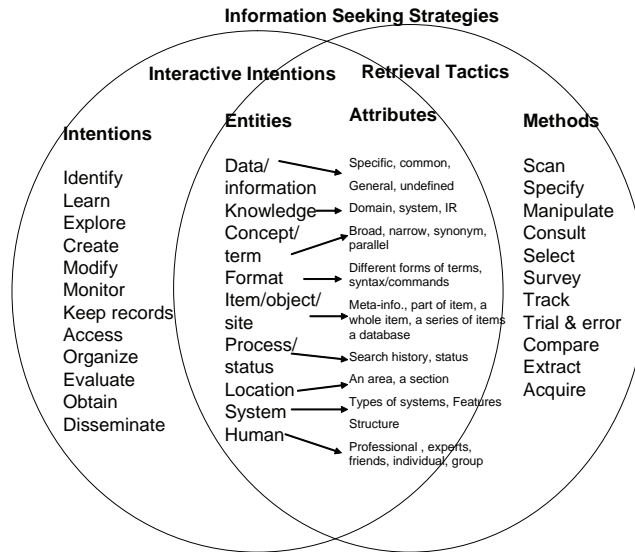 Information Seeking Strategies
Interactive Intentions
Retrieval Tactics
Intentions
Identify
Learn
Explore
Create
Modify
Monitor
Keep records
Access
Organize
Evaluate
Obtain
Disseminate
Entities
Data/
information
Knowledge
Concept/
term
Format
Item/object/
site
Process/
status
Location
System
Human
Attributes
Specific, common,
General, undefined
Domain, system, IR
Broad, narrow, synonym,
parallel
Different forms of terms,
syntax/commands
Meta-info., part of item, a
whole item, a series of items
a database
Search history, status
An area, a section
Types of systems, Features
Structure
Professional , experts,
friends, individual, group
Methods
Scan
Specify
Manipulate
Consult
Select
Survey
Track
Trial & error
Compare
Extract
Acquire